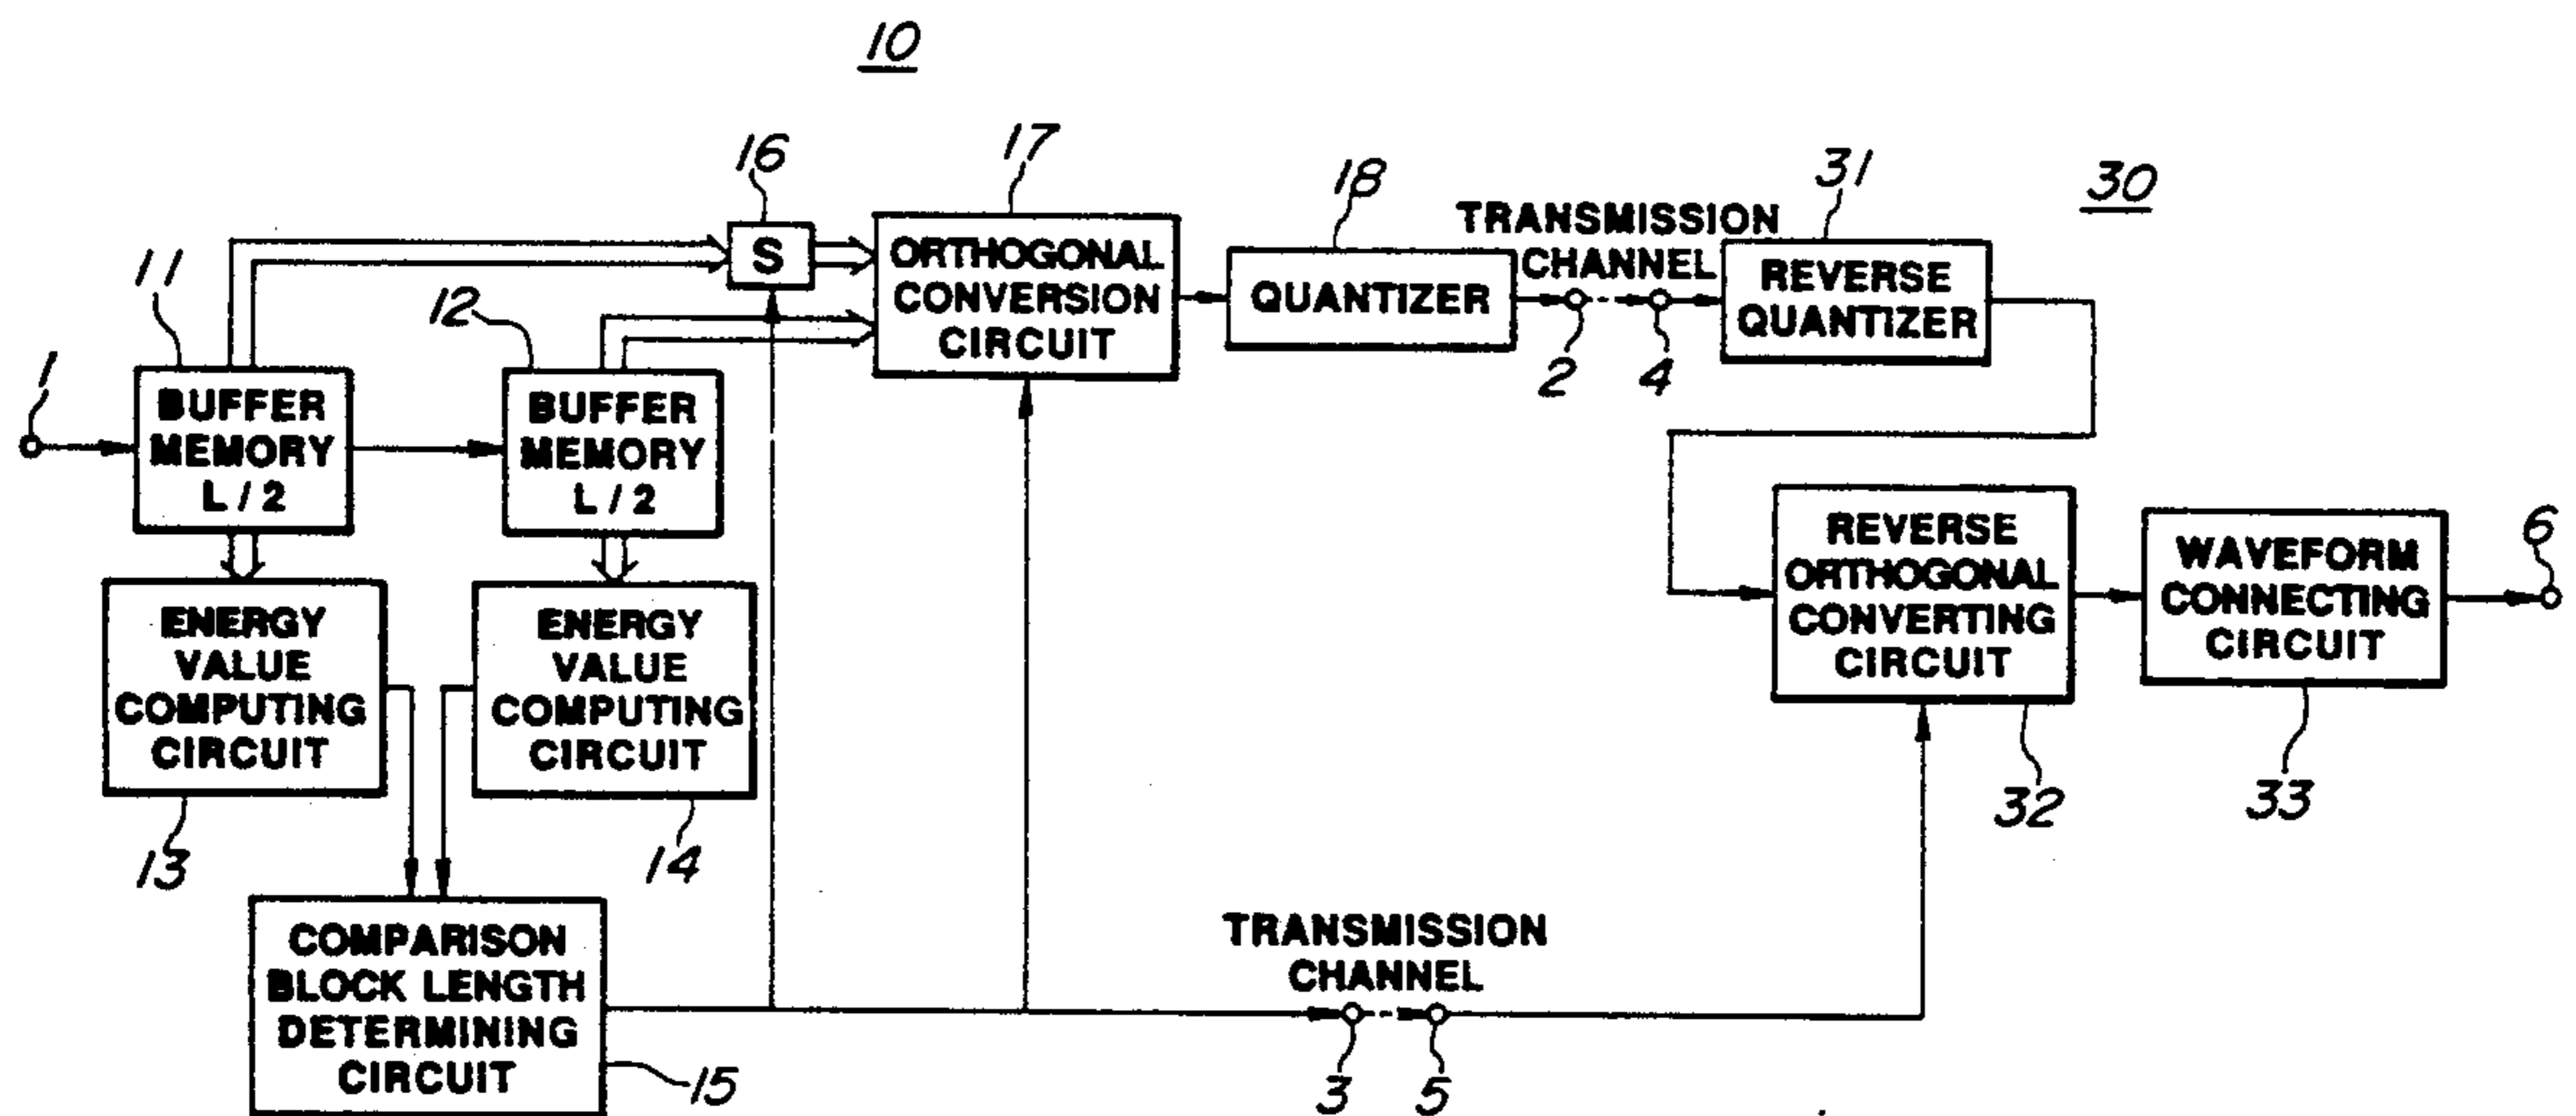 10
16
17
18
TRANSMISSION
CHANNEL
31
30
11
S
ORTHOGONAL
CONVERSION
CIRCUIT
QUANTIZER
REVERSE
QUANTIZER
12
2
4
1
BUFFER
MEMORY
L/2
BUFFER
MEMORY
L/2
REVERSE
ORTHOGONAL
CONVERTING
CIRCUIT
WAVEFORM
CONNECTING
CIRCUIT
6
ENERGY
VALUE
COMPUTING
CIRCUIT
ENERGY
VALUE
COMPUTING
CIRCUIT
13
14
32
33
COMPARISON
BLOCK LENGTH
DETERMINING
CIRCUIT
15
TRANSMISSION
CHANNEL
3
5